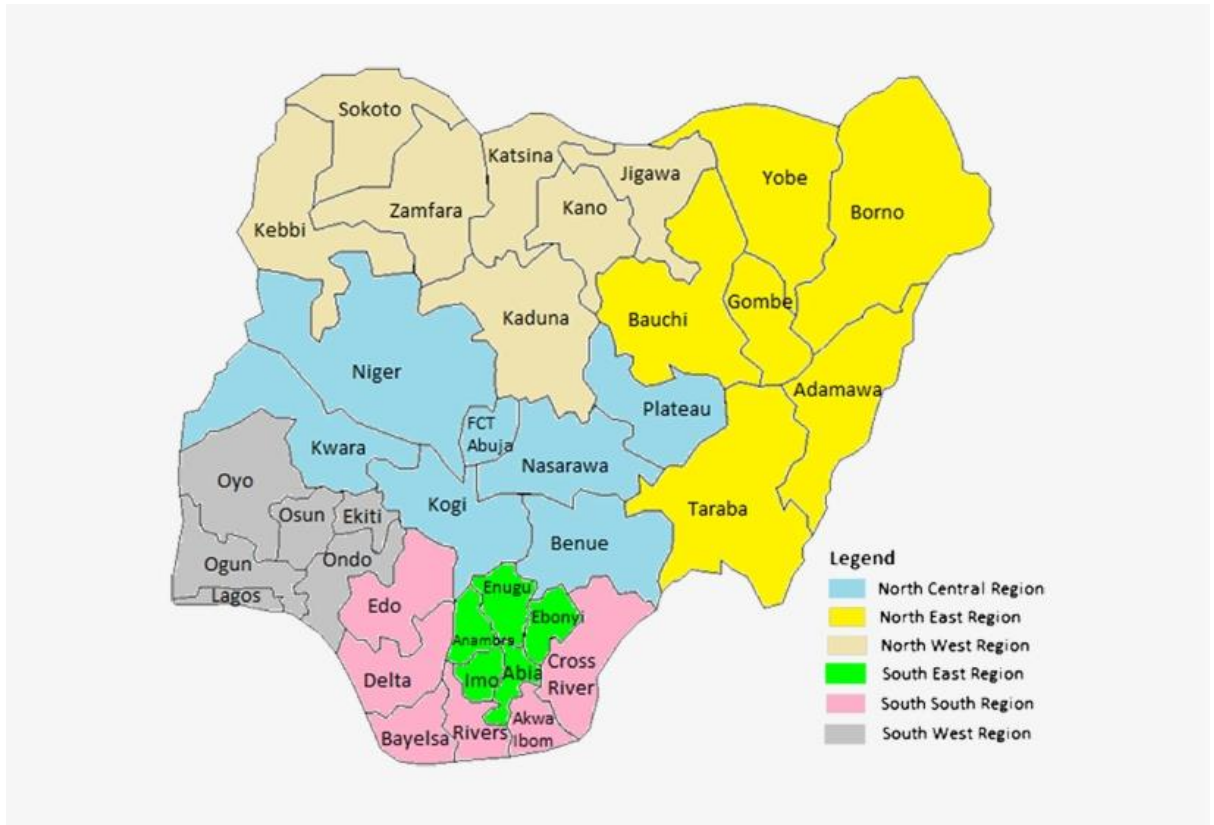 Sokoto
Katsina
Jigawa
Yobe
Kano
Zamfara
Borno
Kebbi
Gombe
Kaduna
Bauchi
Niger
Adamawa
Plateau
FCT
Abuja
Kwara
Nasarawa
Oyo
Kogi
Taraba
Osun
Ekiti
Benue
Ogun
Ondo
Lagos
Enugu
Edo
Ebonyi
Anambra
Cross
River
Abia
Imo
Delta
Akwa
Ibom
Rivers
Bayelsa
Legend
North Central Region
North East Region
North West Region
South East Region
South South Region
South West Region